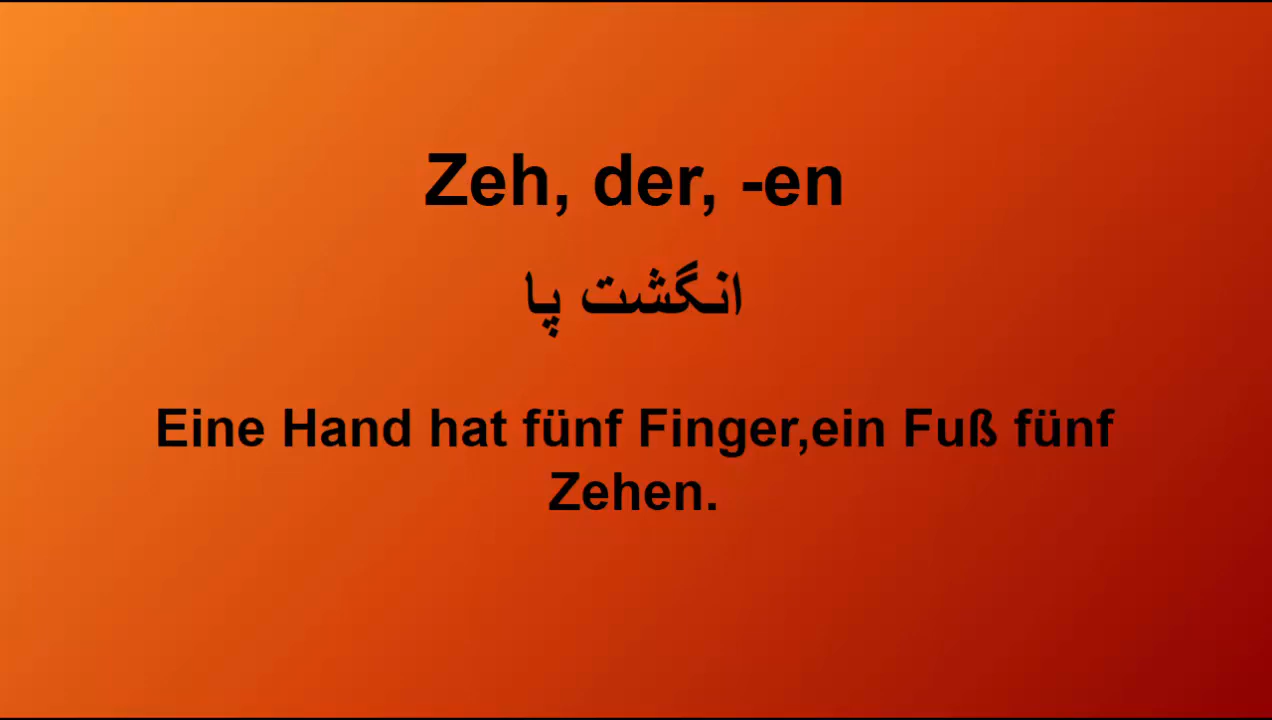 Zeh, der, -en
انگشت پا
Eine Hand hat fünf Finger,ein Fuß fünf
Zehen.